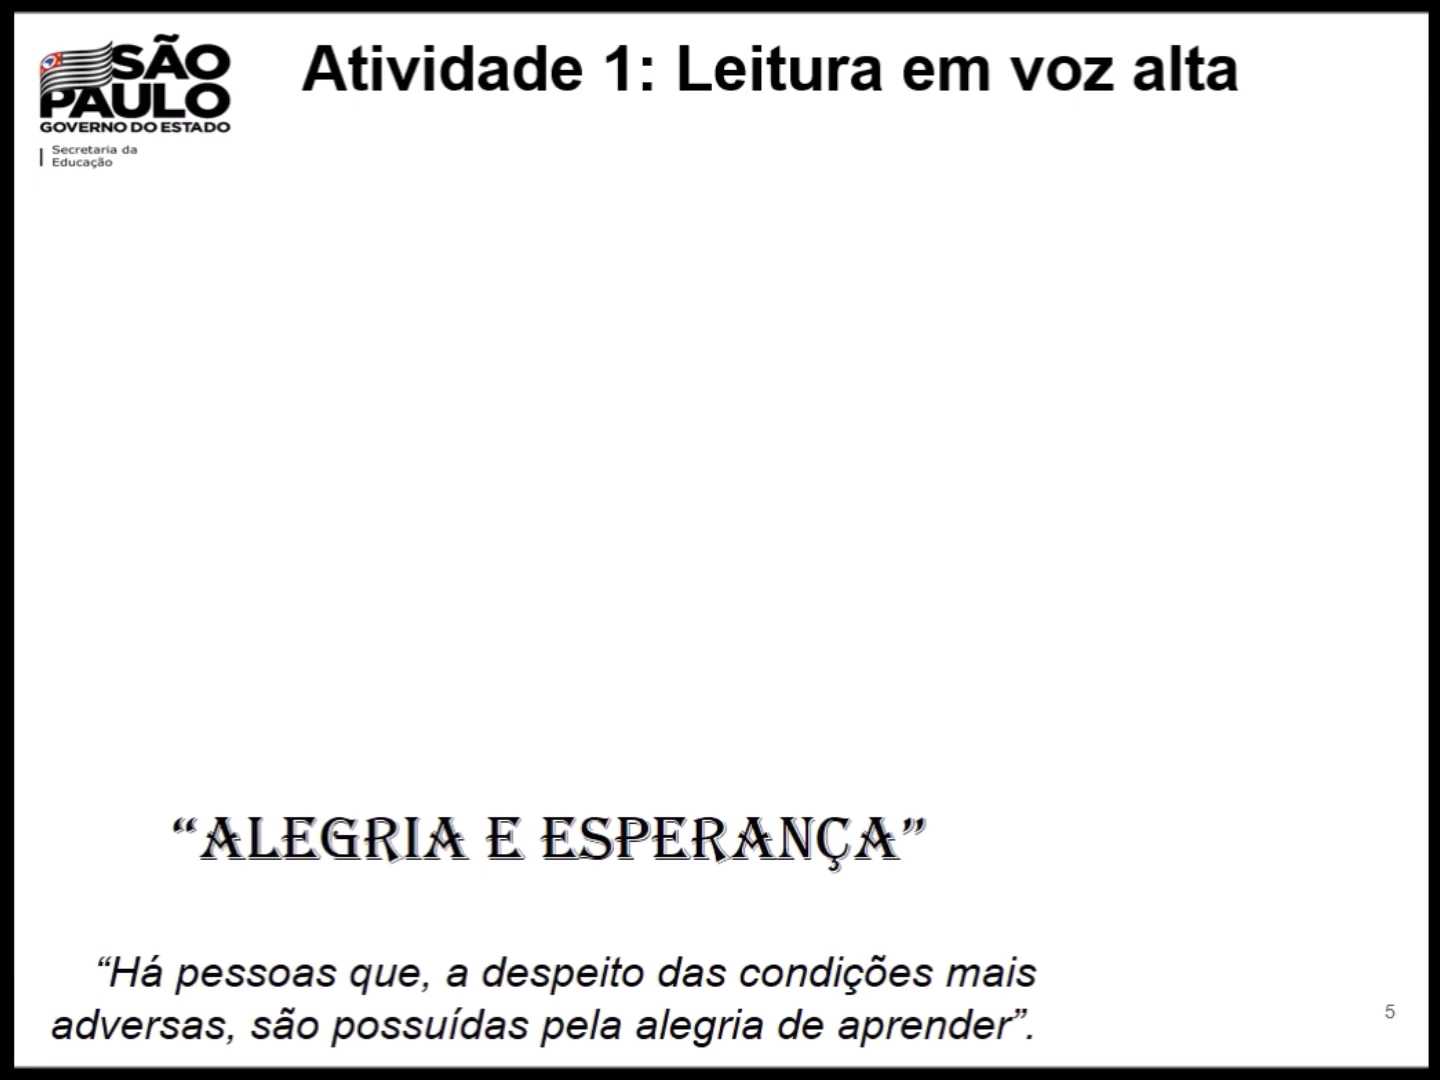 SÃO
PAULO
GOVERNO DO ESTADO
Secretaria da
Educação
Atividade 1: Leitura em voz alta
“ALEGRIA E ESPERANÇA”
“Há pessoas que, a despeito das condições mais
adversas, são possuídas pela alegria de aprender”.
5